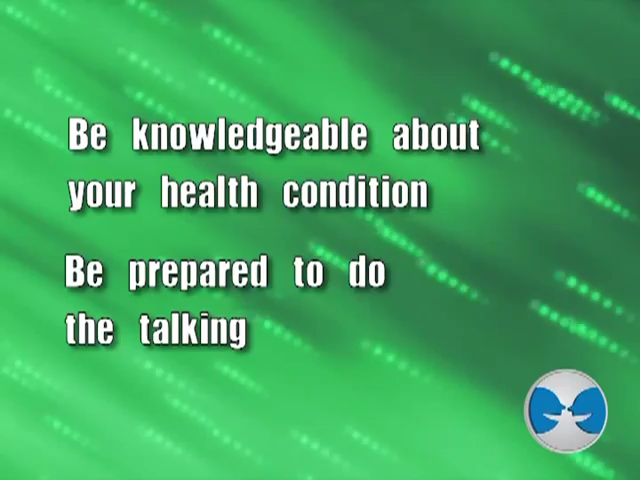 Be knowledgeable about
your health condition
Be prepared to do
the talking